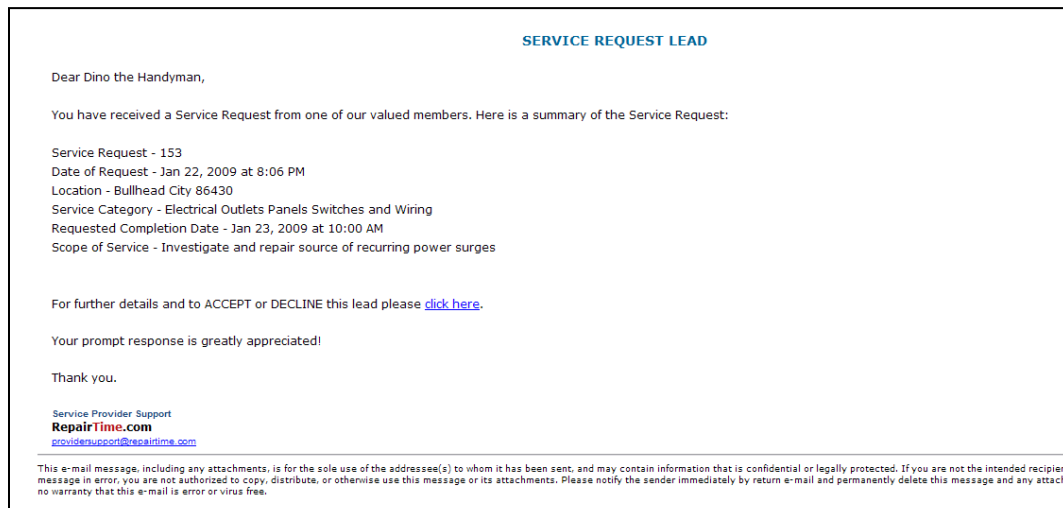 SERVICE REQUEST LEAD
Dear Dino the Handyman,
You have received a Service Request from one of our valued members. Here is a summary of the Service Request:
Service Request - 153
Date of Request - Jan 22, 2009 at 8:06 PM
Location - Bullhead City 86430
Service Category - Electrical Outlets Panels Switches and Wiring
Requested Completion Date - Jan 23, 2009 at 10:00 AM
Scope of Service - Investigate and repair source of recurring power surges
For further details and to ACCEPT or DECLINE this lead please click here.
Your prompt response is greatly appreciated!
Thank you.
Service Provider Support
RepairTime.com
providersupport@repairtime.com
This e-mail message, including any attachments, is for the sole use of the addressee(s) to whom it has been sent, and may contain information that is confidential or legally protected. If you are not the intended
message in error, you are not authorized to copy, distribute, or otherwise use this message or its attachments. Please notify the sender immediately by return e-mail and permanently delete this message and any
no warranty that this e-mail is error or virus free.